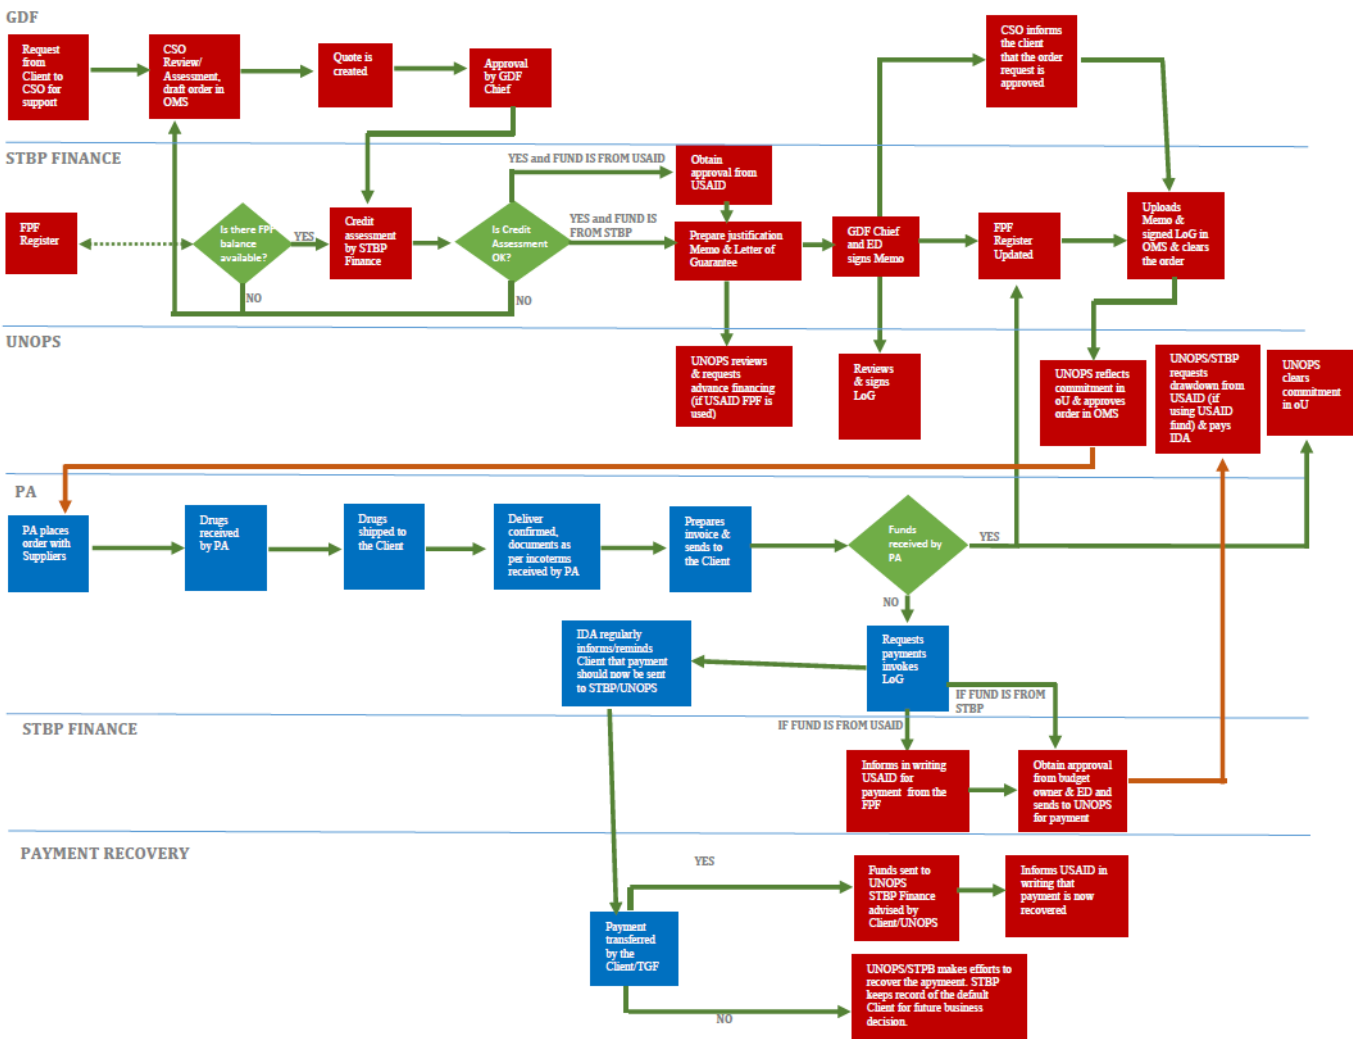 GDF
Request
from
Client to
CSO for
support
CSO
Review/
Assessment,
draft order in
OMS
Quote is
created
Approval
by GDF
Chief
CSO informs
the client
that the order
request is
approved
STBP FINANCE
FPF
Register
Is there FPF
balance
available?
YES
NO
Credit
assessment
by STBP
Finance
Is Credit
Assessment
OK?
NO
YES and FUND IS FROM USAID
YES and FUND IS
FROM STBP
Obtain
approval from
USAID
Prepare justification
Memo & Letter of
Guarantee
GDF Chief
and ED
signs Memo
FPF
Register
Updated
Uploads
Memo &
signed LoG in
OMS & clears
the order
UNOPS
UNOPS reviews
& requests
advance financing
(if USAID FPF is
used)
Reviews
& signs
LoG
UNOPS reflects
commitment in
oU & approves
order in OMS
UNOPS/STBP
requests
drawdown from
USAID (if
using USAID
fund) & pays
IDA
UNOPS
clears
commitment
in oU
PA
PA places
order with
Suppliers
Drugs
received
by PA
Drugs
shipped to
the Client
Deliver
confirmed,
documents as
per incoterms
received by PA
Prepares
invoice &
sends to
the Client
Funds
received by
PA
YES
NO
IDA regularly
informs/reminds
Client that payment
should now be sent
to STBP/UNOPS
Requests
payments
invokes
LoG
IF FUND IS FROM
STBP
STBP FINANCE
IF FUND IS FROM USAID
Informs in writing
USAID for
payment from the
FPF
Obtain arpproval
from budget
owner & ED and
sends to UNOPS
for payment
PAYMENT RECOVERY
YES
Payment
transferred
by the
Client/TGF
Funds sent to
UNOPS
STBP Finance
advised by
Client/UNOPS
Informs USAID in
writing that
payment is now
recovered
NO
UNOPS/STPB makes efforts to
recover the apymeent. STBP
keeps record of the default
Client for future business
decision.